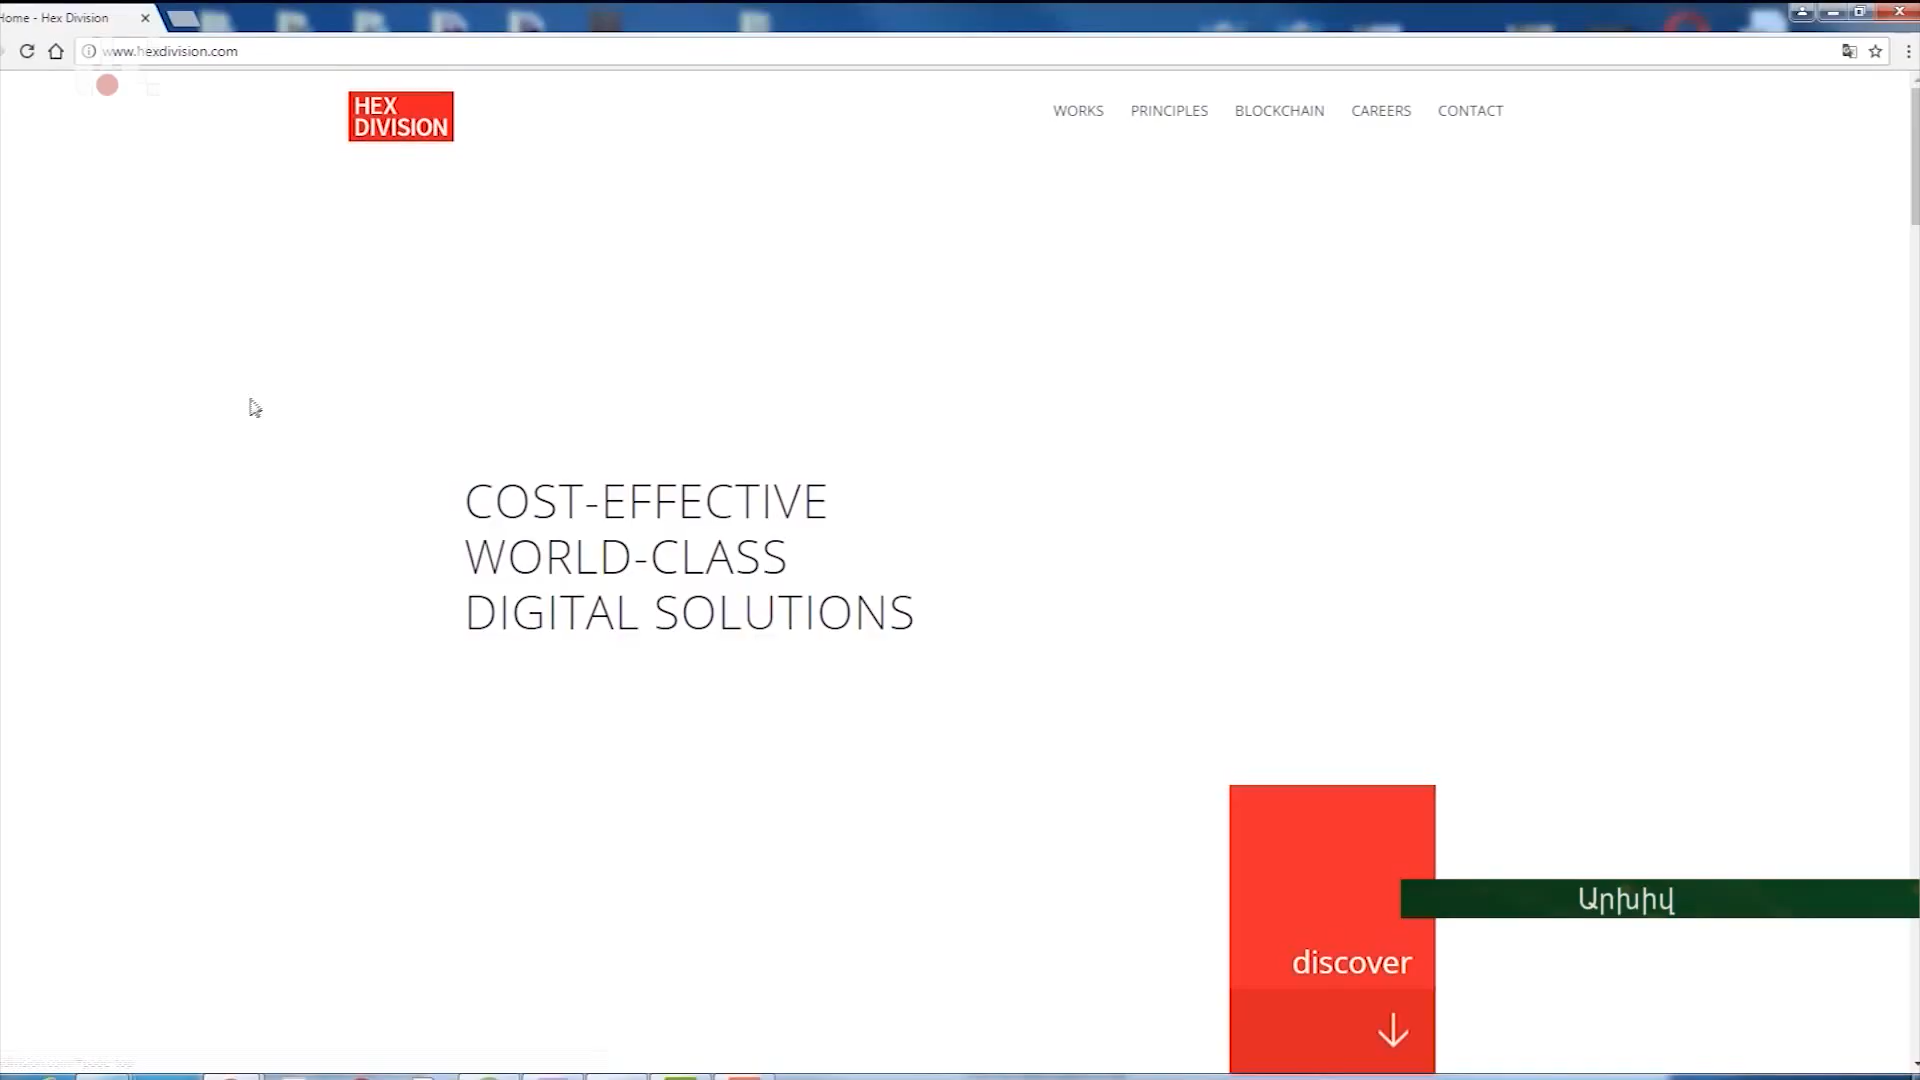 Home - Hex Division
www.hexdivision.com
HEX
DIVISION
WORKS PRINCIPLES BLOCKCHAIN CAREERS CONTACT
COST-EFFECTIVE
WORLD-CLASS
DIGITAL SOLUTIONS
Արխիվ
discover